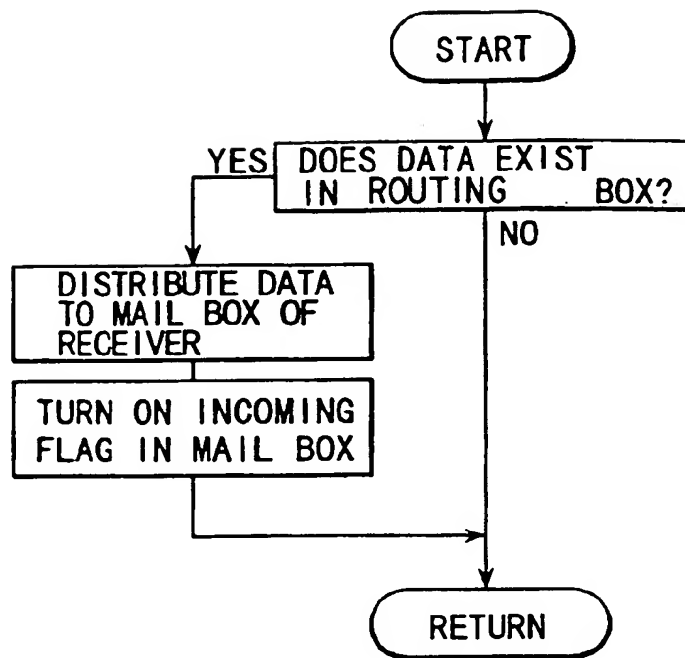 START
YES
DOES DATA EXIST
IN ROUTING BOX?
NO
DISTRIBUTE DATA
TO MAIL BOX OF
RECEIVER
TURN ON INCOMING
FLAG IN MAIL BOX
RETURN